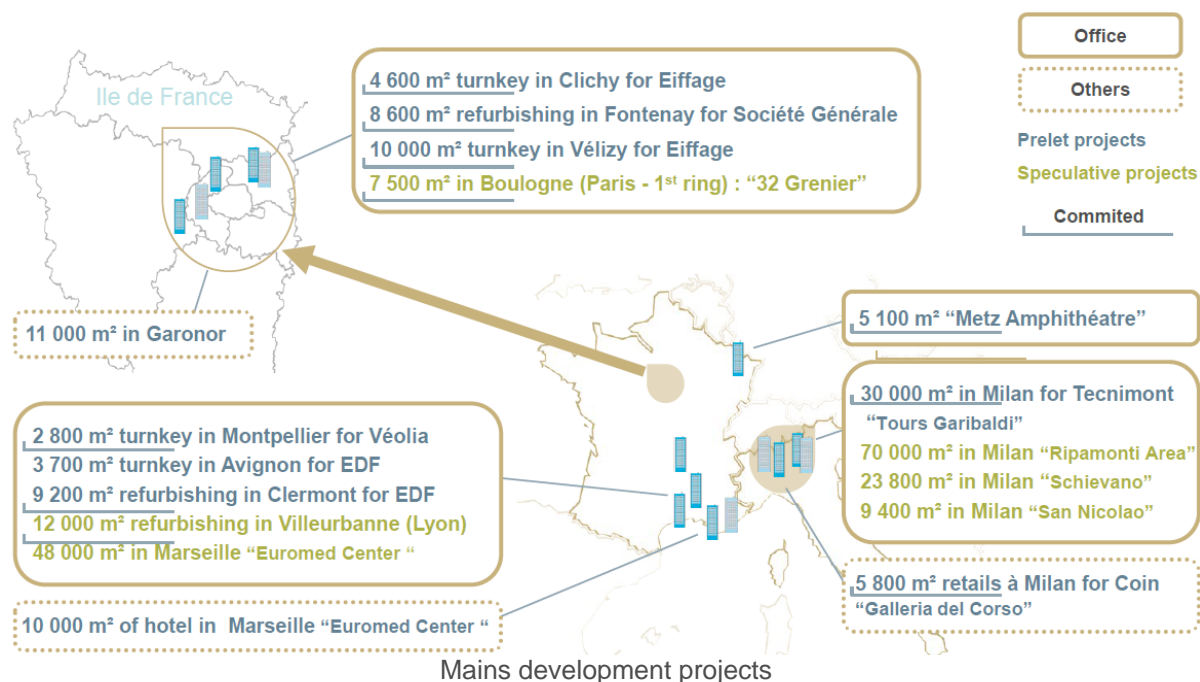 Ile de France
4 600 m² turnkey in Clichy for Eiffage
8 600 m² refurbishing in Fontenay for Société Générale
10 000 m² turnkey in Vélizy for Eiffage
7 500 m² in Boulogne (Paris - 1st ring) : “32 Grenier”
Office
Others
Prelet projects
Speculative projects
Commited
11 000 m² in Garonor
5 100 m² “Metz Amphithéatre”
30 000 m² in Milan for Tecnimont
“Tours Garibaldi”
70 000 m² in Milan “Ripamonti Area”
23 800 m² in Milan “Schievano”
9 400 m² in Milan “San Nicolao”
2 800 m² turnkey in Montpellier for Véolia
3 700 m² turnkey in Avignon for EDF
9 200 m² refurbishing in Clermont for EDF
12 000 m² refurbishing in Villeurbanne (Lyon)
48 000 m² in Marseille “Euromed Center “
10 000 m² of hotel in Marseille “Euromed Center “
5 800 m² retails à Milan for Coin
“Galleria del Corso”
Mains development projects